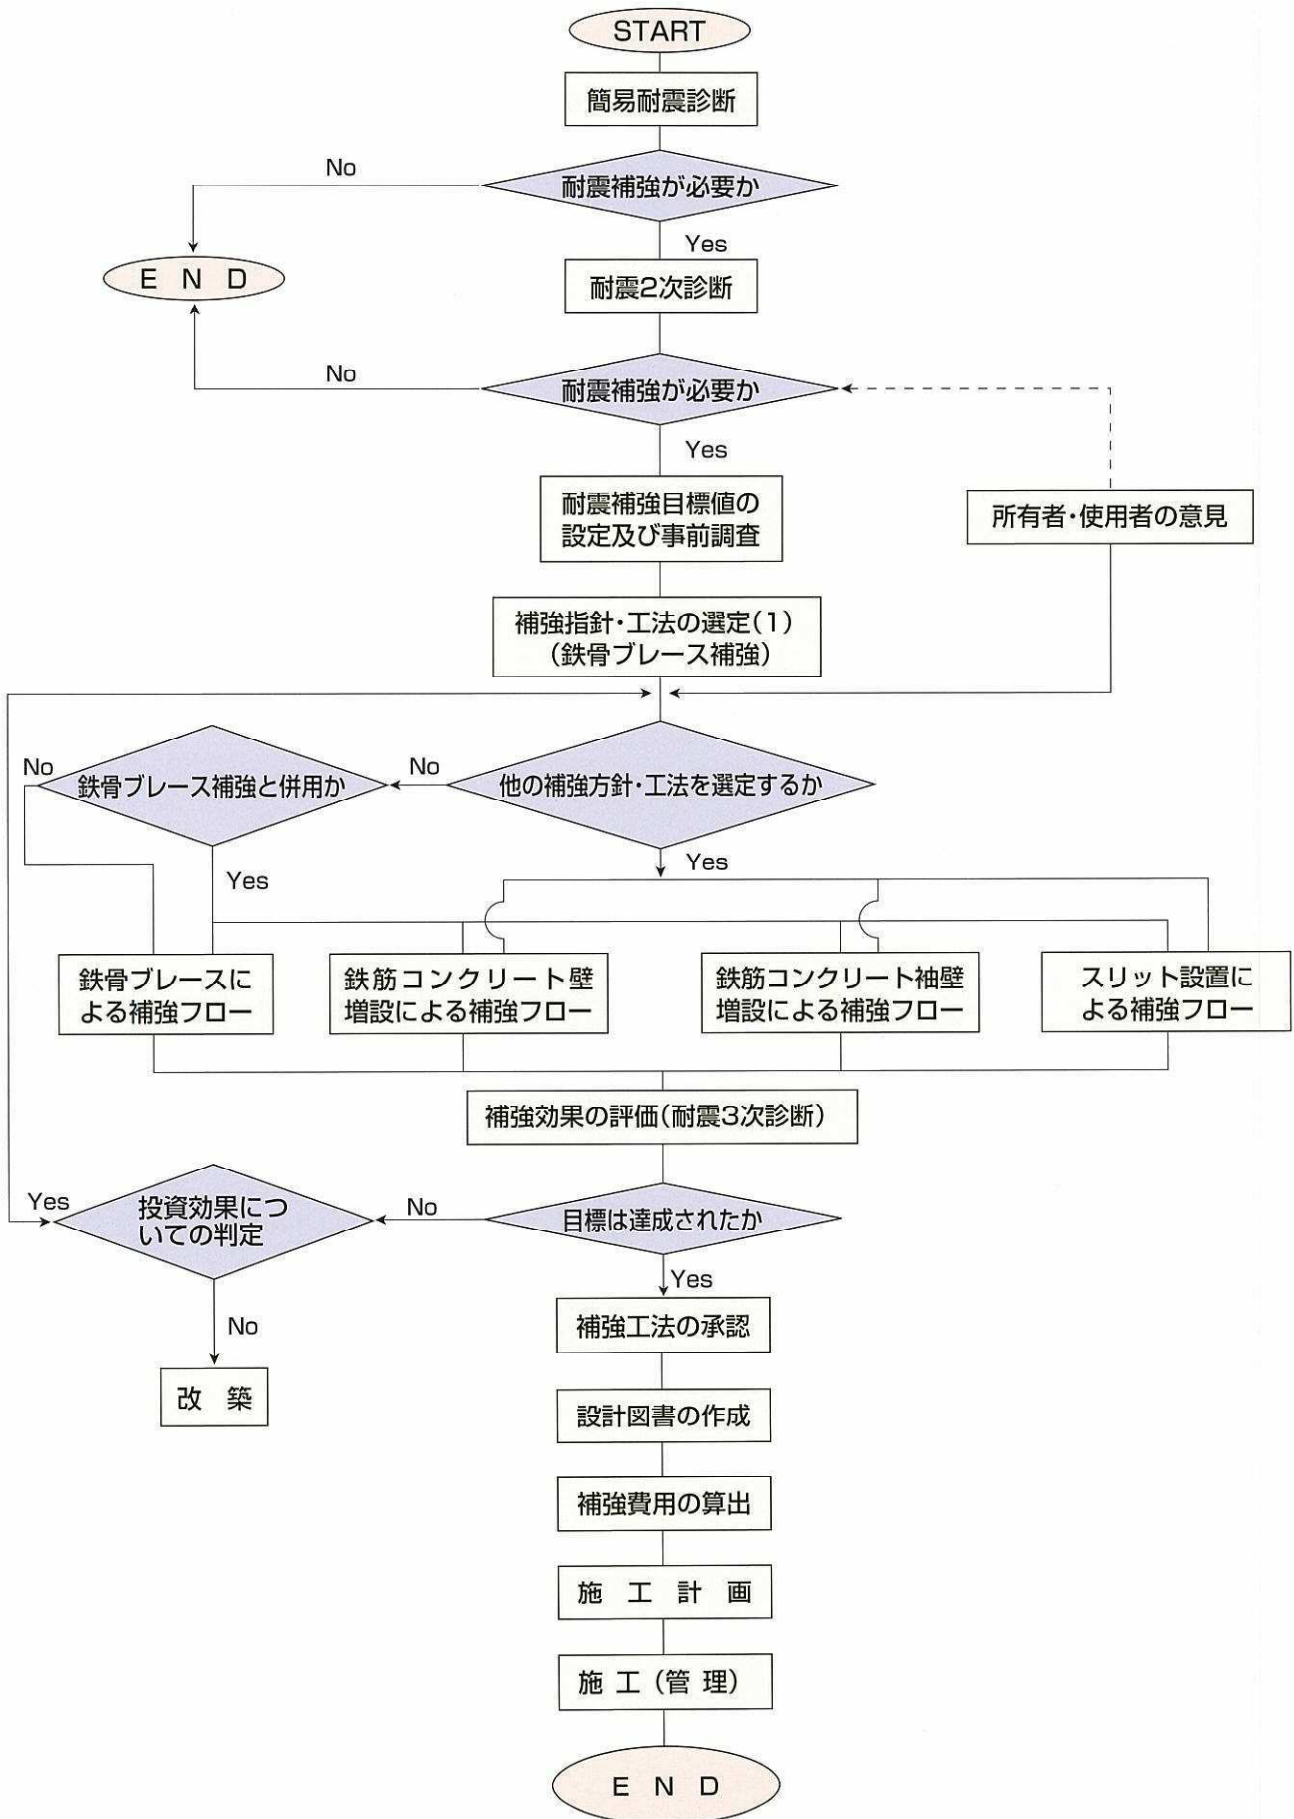 START
簡易耐震診断
No
耐震補強が必要か
Yes
E N D
耐震2次診断
No
耐震補強が必要か
Yes
耐震補強目標値の
設定及び事前調査
所有者・使用者の意見
補強指針・工法の選定(1)
(鉄骨ブレース補強)
No
鉄骨ブレース補強と併用か
No
他の補強方針・工法を選定するか
Yes
Yes
鉄骨ブレースに
よる補強フロー
鉄筋コンクリート壁
増設による補強フロー
鉄筋コンクリート袖壁
増設による補強フロー
スリット設置に
よる補強フロー
補強効果の評価(耐震3次診断)
Yes
投資効果につ
いての判定
No
目標は達成されたか
Yes
No
補強工法の承認
改 築
設計図書の作成
補強費用の算出
施 工 計 画
施 工 (管 理)
E N D